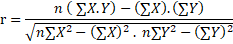 r = n ( ∑X.Y) − (∑X).(∑Y) / √n∑X² − (∑X)² . n∑Y² − (∑Y)²